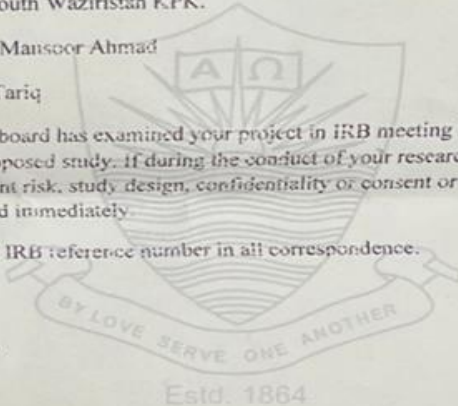 outh Waziristan KPK.
Mansoor Ahmad
Tariq
board has examined your project in IRB meeting
posed study. If during the conduct of your resear
nt risk, study design, confidentiality or consent or
d immediately
IRB reference number in all correspondence.
Α Ω
BY LOVE SERVE ONE ANOTHER
Estd. 1864